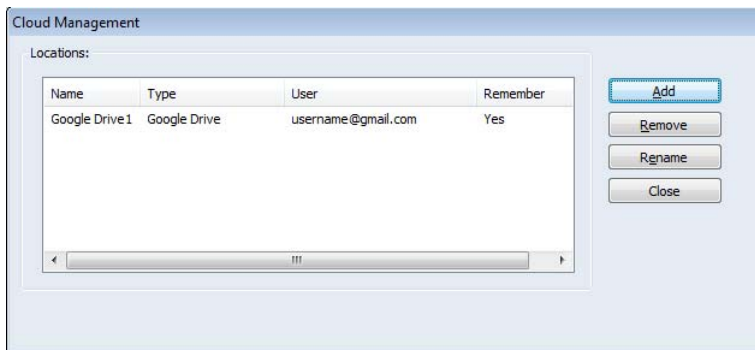 Cloud Management
Locations:
Name Type User Remember
Google Drive1 Google Drive username@gmail.com Yes
Add
Remove
Rename
Close